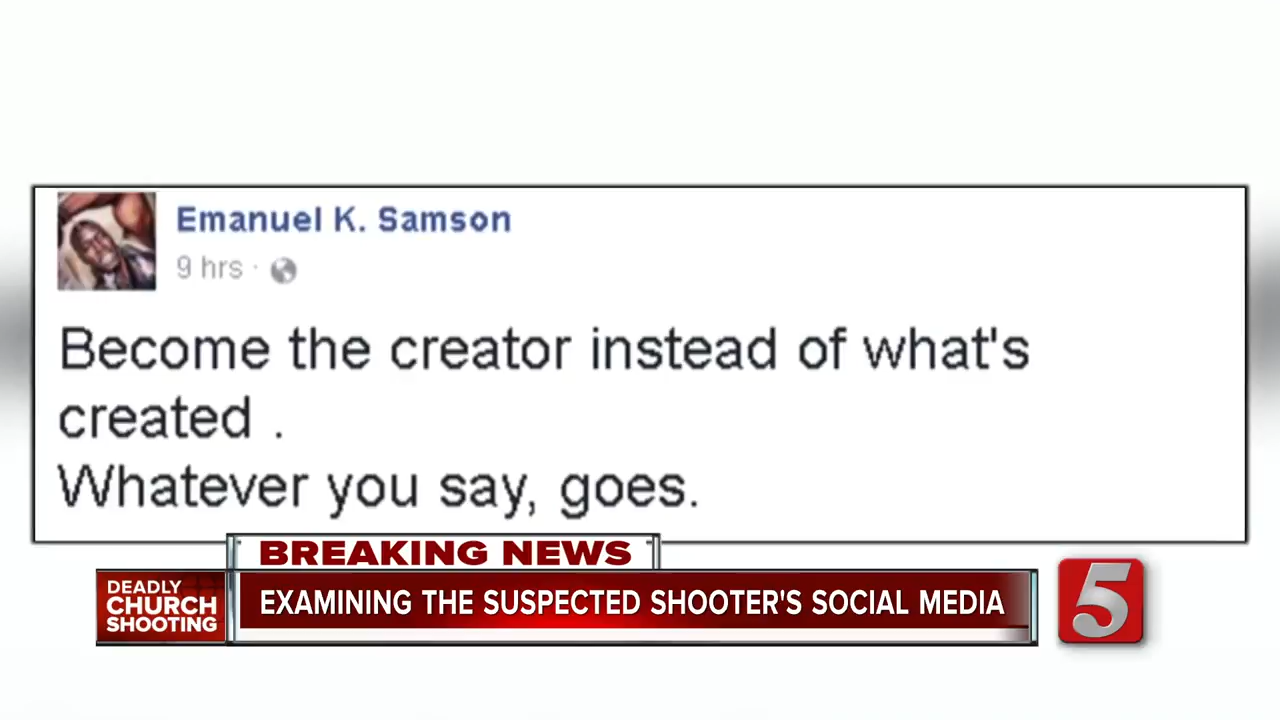 Emanuel K. Samson
9 hrs ·
Become the creator instead of what's
created .
Whatever you say, goes.
BREAKING NEWS
DEADLY
CHURCH
SHOOTING
EXAMINING THE SUSPECTED SHOOTER'S SOCIAL MEDIA
5